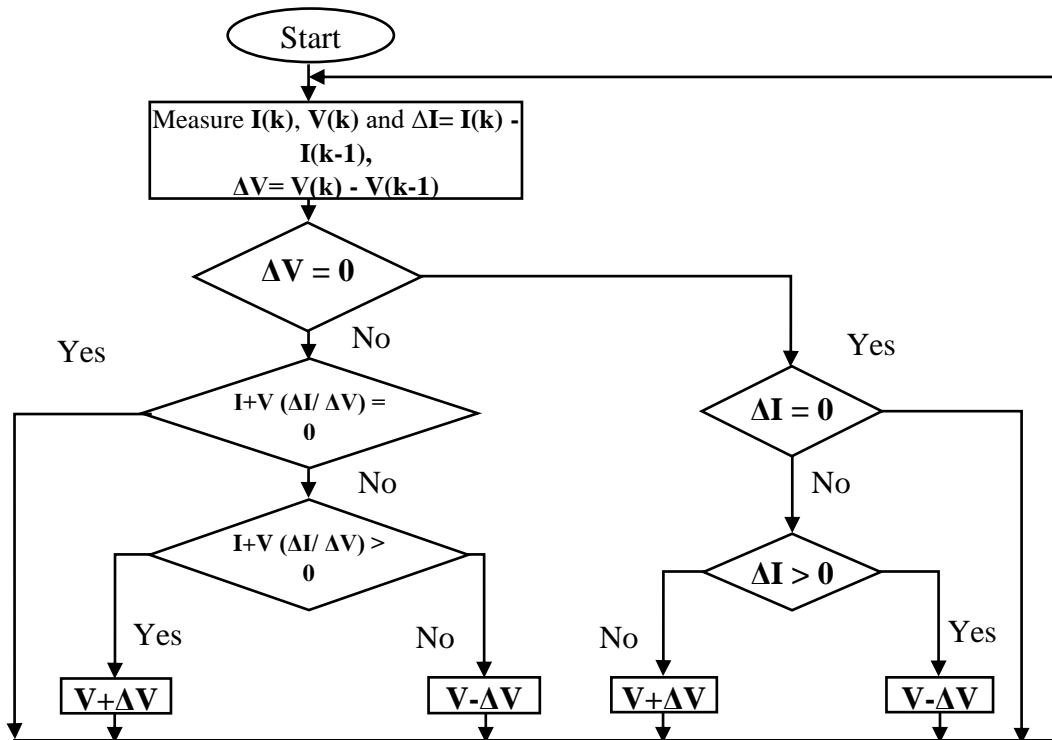 Start
Measure I(k), V(k) and ΔI= I(k) -
I(k-1),
ΔV= V(k) - V(k-1)
ΔV = 0
No
Yes
Yes
I+V (ΔI/ ΔV) =
0
ΔI = 0
No
No
I+V (ΔI/ ΔV) >
0
ΔI > 0
Yes
No
No
Yes
V+ΔV
V-ΔV
V+ΔV
V-ΔV